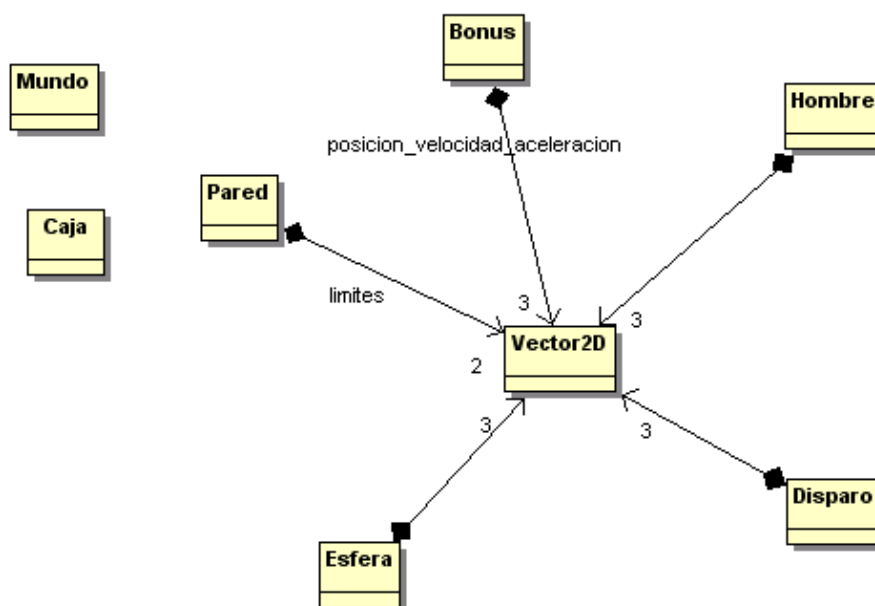 Bonus
Mundo
Hombre
posicion_velocidad_aceleracion
Pared
Caja
limites
3
3
Vector2D
2
3
3
Disparo
Esfera